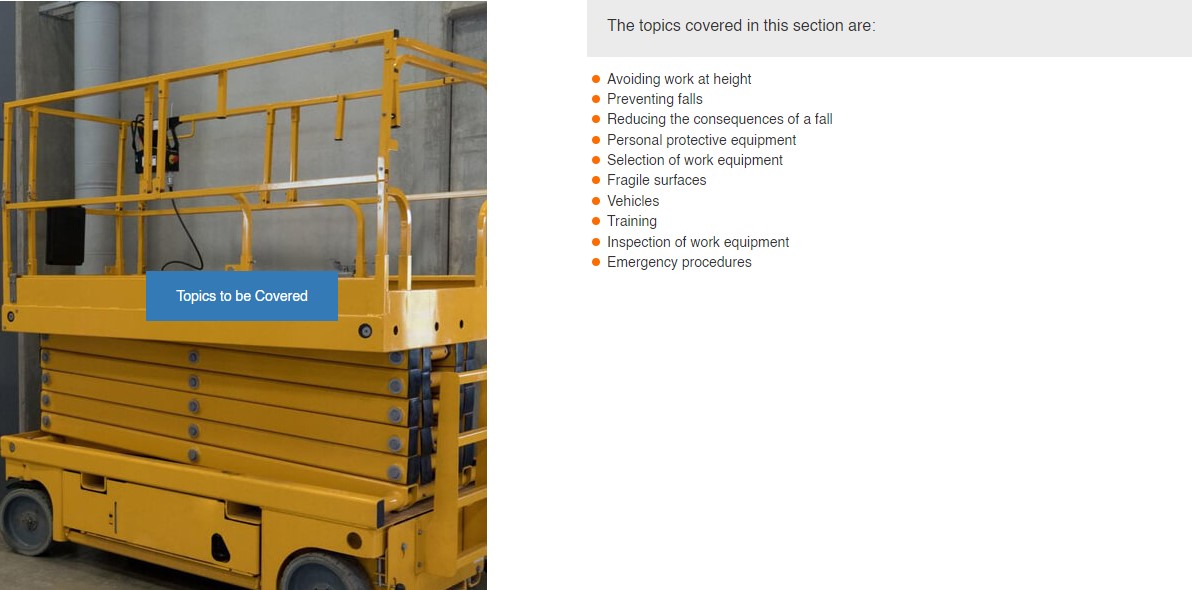 Topics to be Covered
The topics covered in this section are:
Avoiding work at height
Preventing falls
Reducing the consequences of a fall
Personal protective equipment
Selection of work equipment
Fragile surfaces
Vehicles
Training
Inspection of work equipment
Emergency procedures